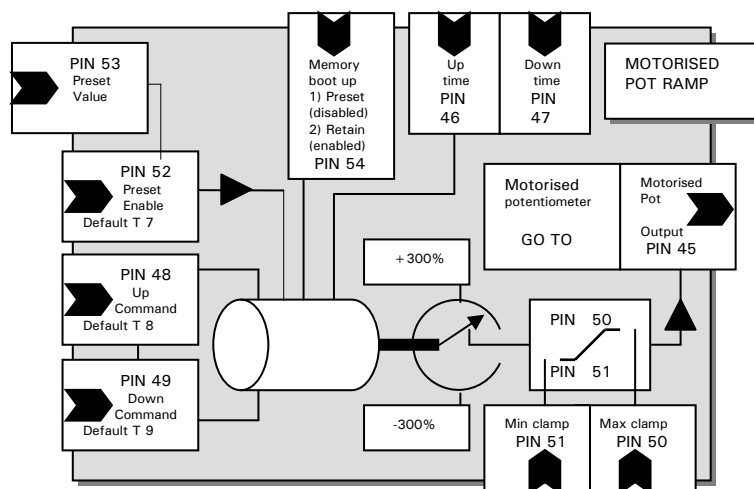 PIN 53
Preset
Value
Memory
boot up
1) Preset
(disabled)
2) Retain
(enabled)
PIN 54
Up
time
PIN
46
Down
time
PIN
47
MOTORISED
POT RAMP
PIN 52
Preset
Enable
Default T 7
Motorised
potentiometer
GO TO
Motorised
Pot
Output
PIN 45
PIN 48
Up
Command
Default T 8
+300%
PIN 50
PIN 51
PIN 49
Down
Command
Default T 9
-300%
Min clamp
PIN 51
Max clamp
PIN 50